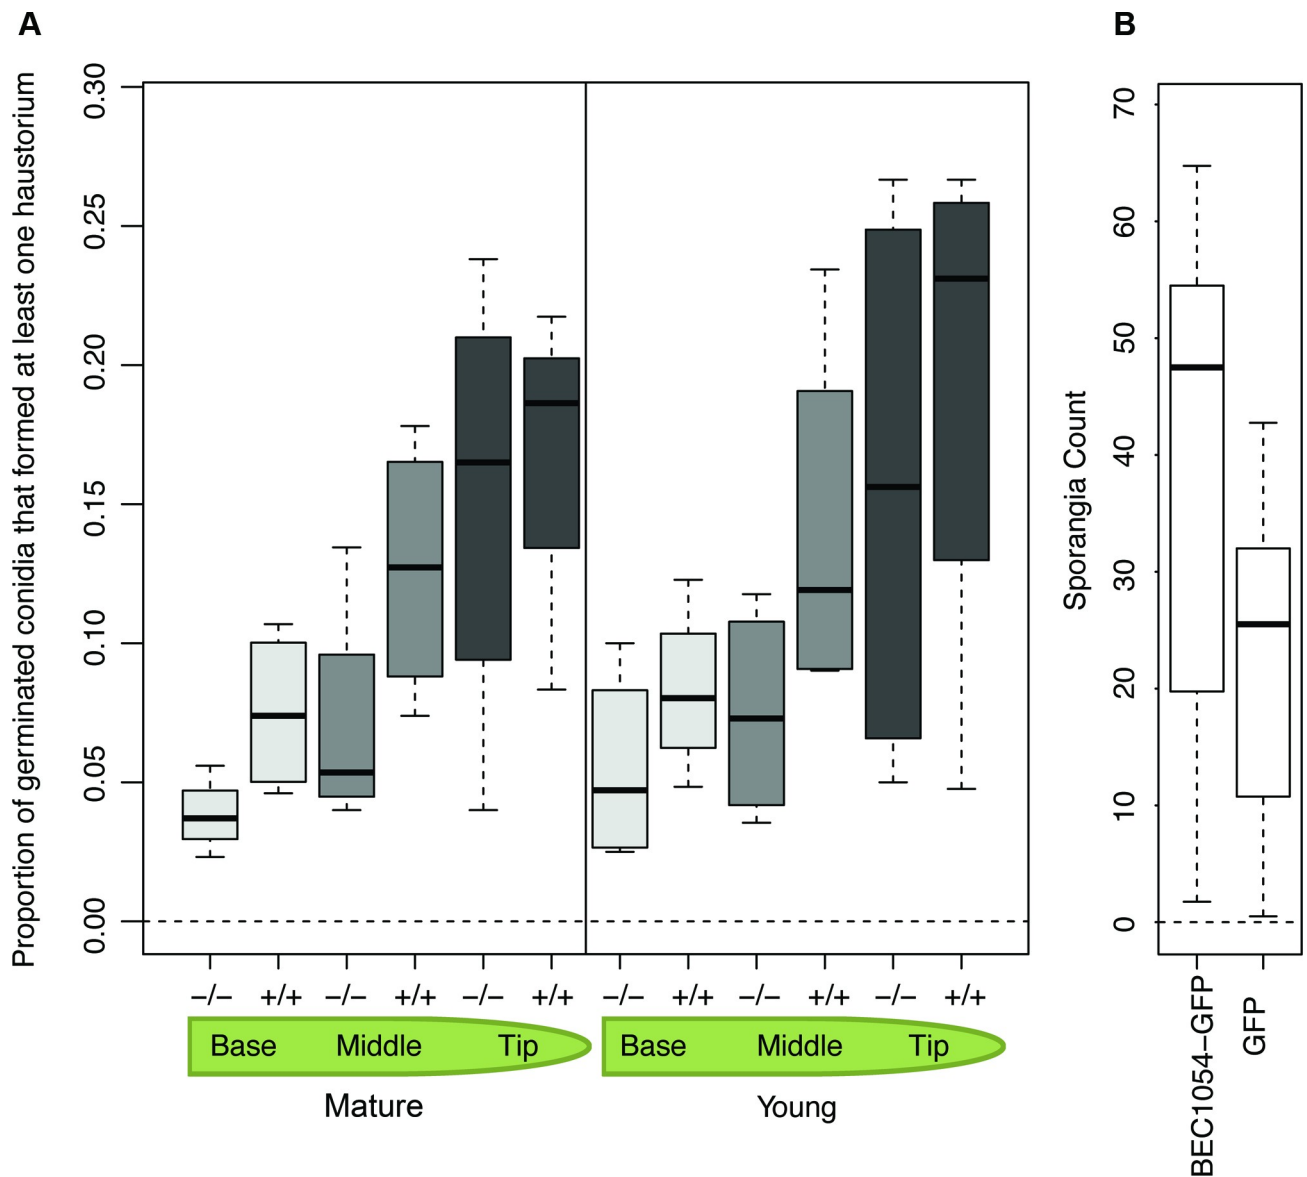 A
B
Proportion of germinated conidia that formed at least one haustorium
0.30
0.25
0.20
0.15
0.10
0.05
0.00
−/− +/+ −/− +/+ −/− +/+ −/− +/+ −/− +/+ −/− +/+
Base Middle Tip Base Middle Tip
Mature Young
Sporangia Count
70
60
50
40
30
20
10
0
BEC1054−GFP
GFP